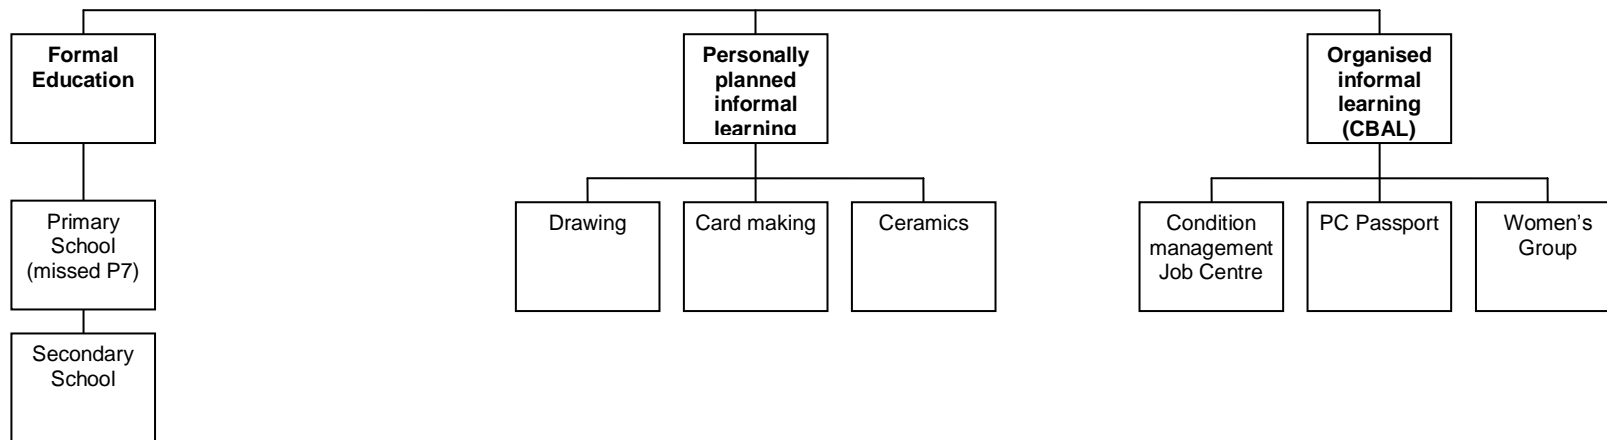 Formal
Education
Personally
planned
informal
learning
Organised
informal
learning
(CBAL)
Primary
School
(missed P7)
Drawing
Card making
Ceramics
Condition
management
Job Centre
PC Passport
Women's
Group
Secondary
School